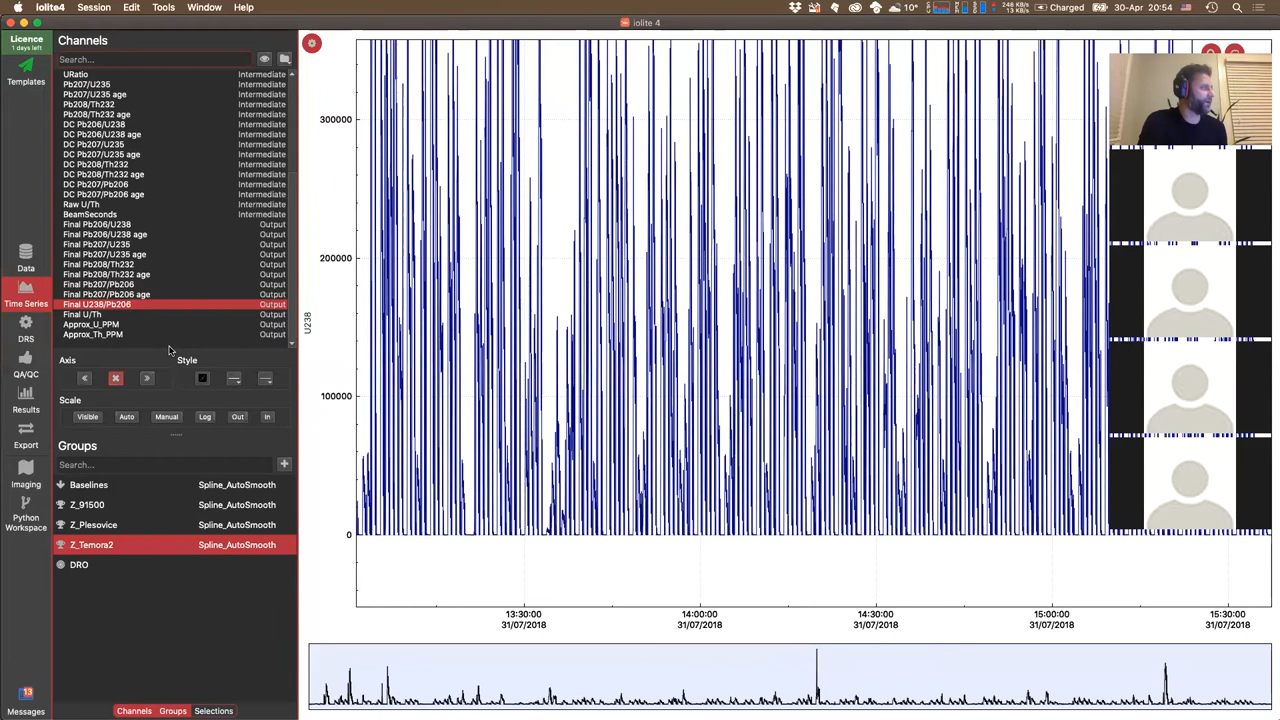 iolite4 Session Edit Tools Window Help
10° 248 KB/s 13 KB/s Charged 30-Apr 20:54
iolite 4
Licence
1 days left
Templates
Data
Time Series
DRS
QA/QC
Results
Export
Imaging
Python
Workspace
13
Messages
Channels
Search...
URatio Intermediate
Pb207/U235 Intermediate
Pb207/U235 age Intermediate
Pb208/Th232 Intermediate
Pb208/Th232 age Intermediate
DC Pb206/U238 Intermediate
DC Pb206/U238 age Intermediate
DC Pb207/U235 Intermediate
DC Pb207/U235 age Intermediate
DC Pb208/Th232 Intermediate
DC Pb208/Th232 age Intermediate
DC Pb207/Pb206 Intermediate
DC Pb207/Pb206 age Intermediate
Raw U/Th Intermediate
BeamSeconds Intermediate
Final Pb206/U238 Output
Final Pb206/U238 age Output
Final Pb207/U235 Output
Final Pb207/U235 age Output
Final Pb208/Th232 Output
Final Pb208/Th232 age Output
Final Pb207/Pb206 Output
Final Pb207/Pb206 age Output
Final U238/Pb206 Output
Final U/Th Output
Approx_U_PPM Output
Approx_Th_PPM Output
Axis Style
Scale
Visible Auto Manual Log Out In
Groups
Search...
Baselines Spline_AutoSmooth
Z_91500 Spline_AutoSmooth
Z_Plesovice Spline_AutoSmooth
Z_Temora2 Spline_AutoSmooth
DRO
Channels Groups Selections
U238
300000
200000
100000
0
13:30:00 14:00:00 14:30:00 15:00:00 15:30:00
31/07/2018 31/07/2018 31/07/2018 31/07/2018 31/07/2018